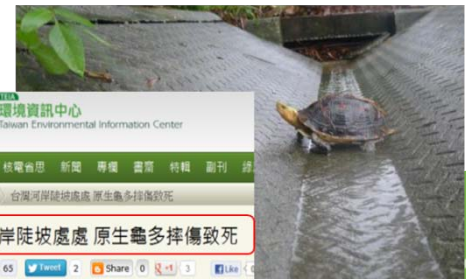 TEIA
環境資訊中心
Taiwan Environmental Information Center
核電省思 新聞 專欄 書窩 特輯 副刊 綠
台灣河岸陡坡處處 原生龜多摔傷致死
岸陡坡處處 原生龜多摔傷致死
65 Tweet 2 Share 0 +1 3 Like